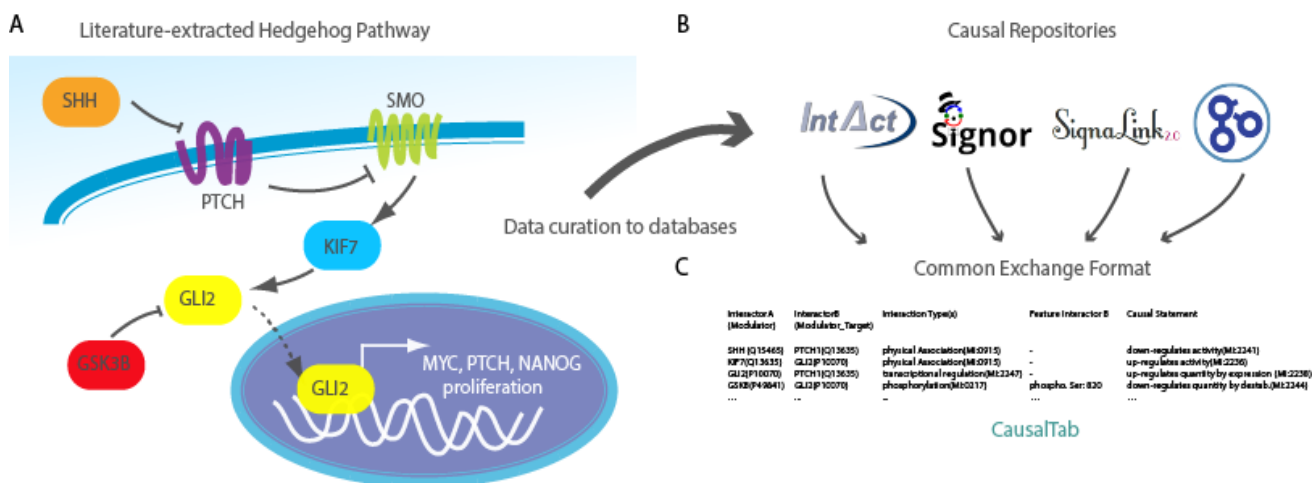 A
Literature-extracted Hedgehog Pathway
SHH
SMO
PTCH
KIF7
GLI2
GSK3B
MYC, PTCH, NANOG
proliferation
GLI2
Data curation to databases
B
Causal Repositories
IntAct
Signor
SignaLink 2.0
C
Common Exchange Format
Interactor A (Modulator) Interactor B (Modulator_Target) Interaction Type(s) Feature Interactor B Causal Statement
SHH (Q15465) PTCH1(Q13635) physical Association(MI:0915) - down-regulates activity(MI:2241)
KIF7(Q13635) GLI2(P10070) physical Association(MI:0915) - up-regulates activity(MI:2236)
GLI2(P10070) PTCH1(Q13635) transcriptional regulation(MI:2247) - up-regulates quantity by expression (MI:2238)
GSKB(P49841) GLI2(P10070) phosphorylation(MI:0217) phospho. Ser: 820 down-regulates quantity by destab.(MI:2244)
... .. .. ... ...
CausalTab